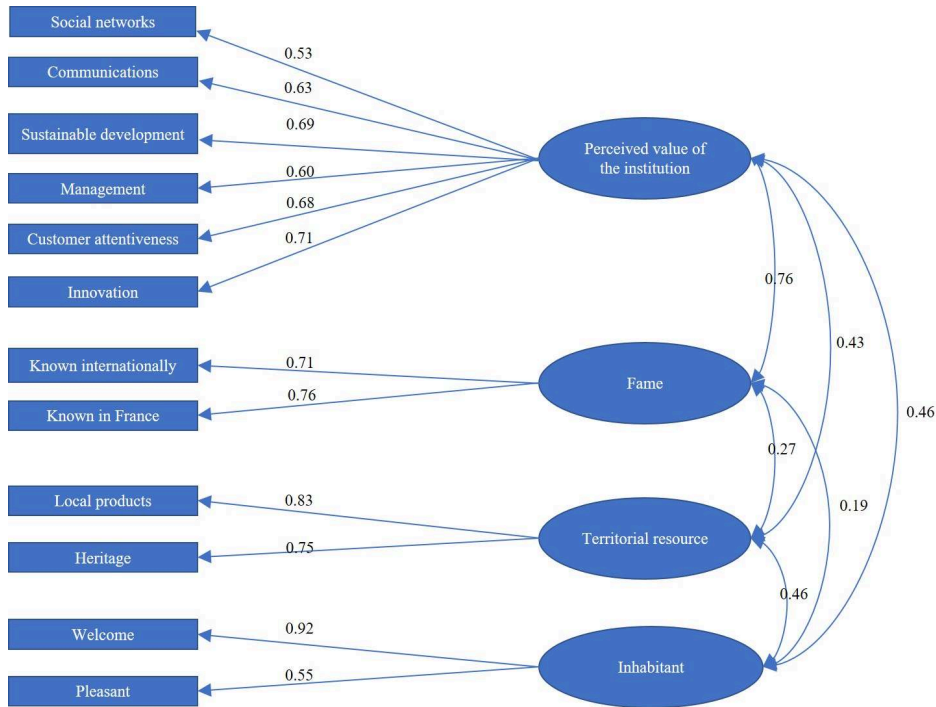 Social networks
0.53
Communications
0.63
Sustainable development
0.69
Perceived value of
the institution
Management
0.60
Customer attentiveness
0.68
Innovation
0.71
0.76
0.43
Known internationally
0.71
Fame
Known in France
0.76
0.46
0.27
Local products
0.83
0.19
Heritage
0.75
Territorial resource
0.46
Welcome
0.92
Inhabitant
Pleasant
0.55